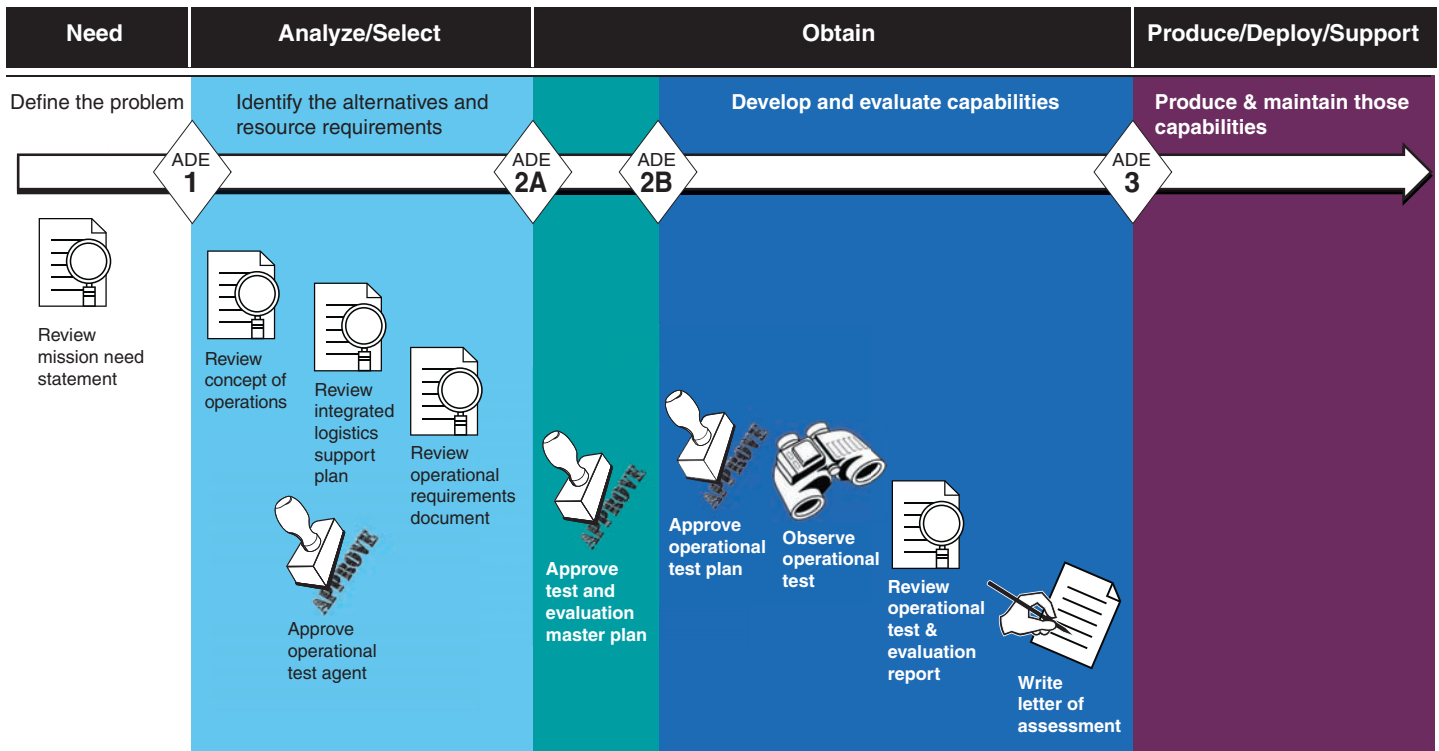 Need
Analyze/Select
Obtain
Produce/Deploy/Support
Define the problem
Identify the alternatives and
resource requirements
Develop and evaluate capabilities
Produce & maintain those
capabilities
ADE
1
ADE
2A
ADE
2B
ADE
3
Review
mission need
statement
Review
concept of
operations
Review
integrated
logistics
support
plan
Review
operational
requirements
document
APPROVE
Approve
operational
test agent
APPROVE
Approve
test and
evaluation
master plan
APPROVE
Approve
operational
test plan
Observe
operational
test
Review
operational
test &
evaluation
report
Write
letter of
assessment